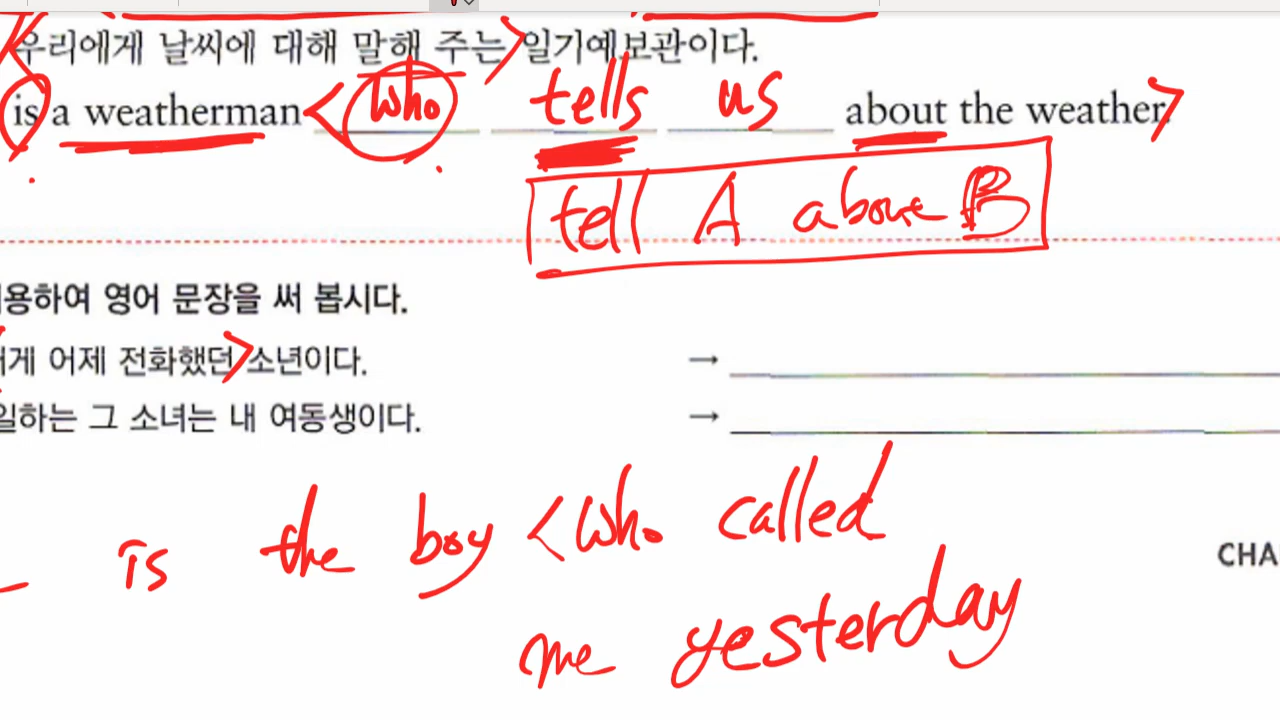 우리에게 날씨에 대해 말해 주는 > 일기예보관이다.
is a weatherman < who tells us about the weather >
tell A about B
용하여 영어 문장을 써 봅시다.
게 어제 전화했던 > 소년이다. →
일하는 그 소녀는 내 여동생이다. →
is the boy < who called
CHA
me yesterday